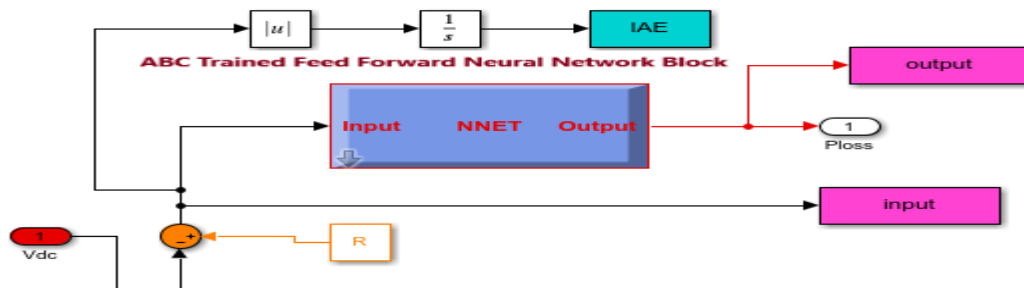 |u|
1
s
IAE
ABC Trained Feed Forward Neural Network Block
output
Input NNET Output
1
Ploss
input
1
Vdc
R